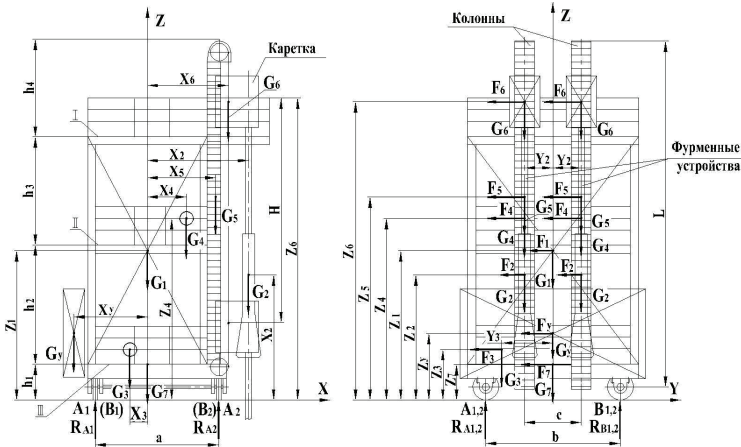 Z
Каретка
X6
G6
h4
I
X2
X5
X4
h3
G5
G4
H
Z6
II
G1
G2
h2
Z4
Z1
Xy
X2
Gy
h1
G3
G7
III
X
A1 (B1)
X3
(B2) A2
RA1
RA2
a
Z
Колонны
F6
F6
G6
G6
Y2
Y2
Фурменные
устройства
L
F5
F5
G5
F4
F4
G5
Z6
G4
F1
G4
Z5
Z4
F2
F2
G1
Z1
G2
G2
Z2
Fy
Y3
Zy
F3
Gy
Z3
F7
Z7
G3
G7
Y
A1,2
B1,2
c
RA1,2
RB1,2
b